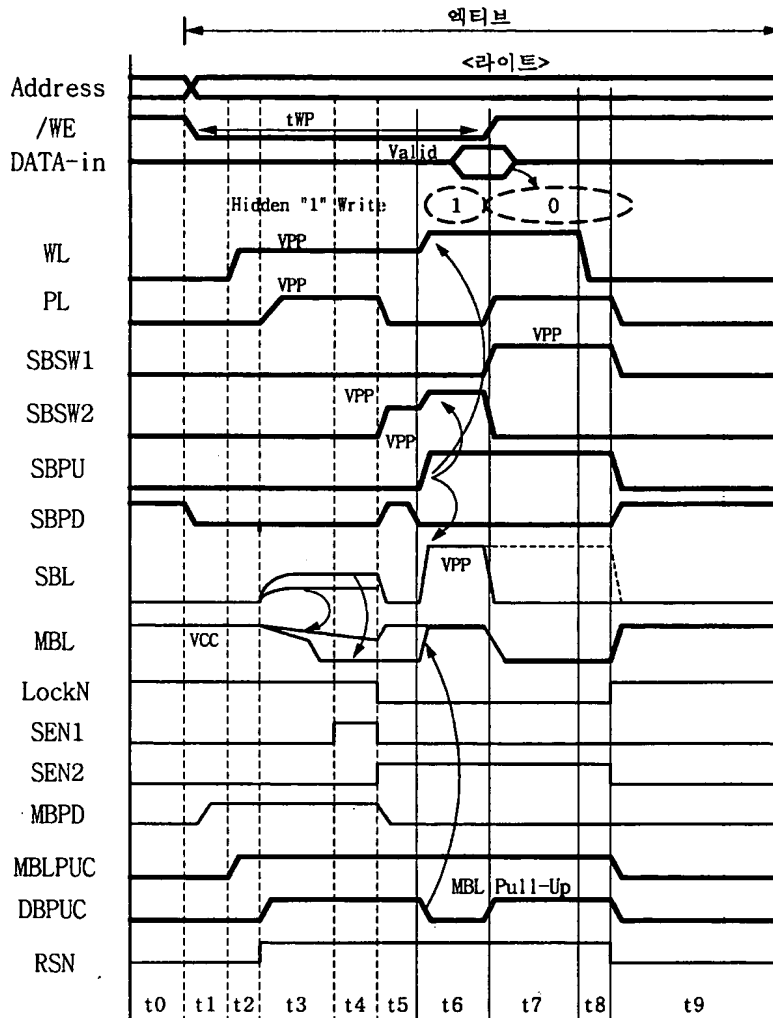 엑티브
<라이트>
Address
/WE
tWP
DATA-in
Valid
Hidden "1" Write
1
0
WL
VPP
PL
VPP
SBSW1
VPP
SBSW2
VPP
VPP
SBPU
SBPD
SBL
VPP
MBL
VCC
LockN
SEN1
SEN2
MBPD
MBLPUC
MBL Pull-Up
DBPUC
RSN
t0 t1 t2 t3 t4 t5 t6 t7 t8 t9